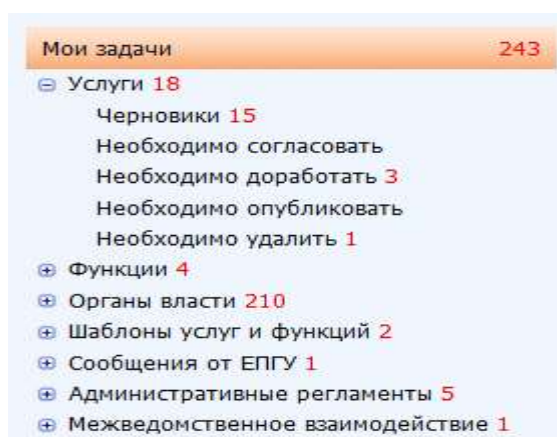 Мои задачи 243
Услуги 18
Черновики 15
Необходимо согласовать
Необходимо доработать 3
Необходимо опубликовать
Необходимо удалить 1
Функции 4
Органы власти 210
Шаблоны услуг и функций 2
Сообщения от ЕПГУ 1
Административные регламенты 5
Межведомственное взаимодействие 1